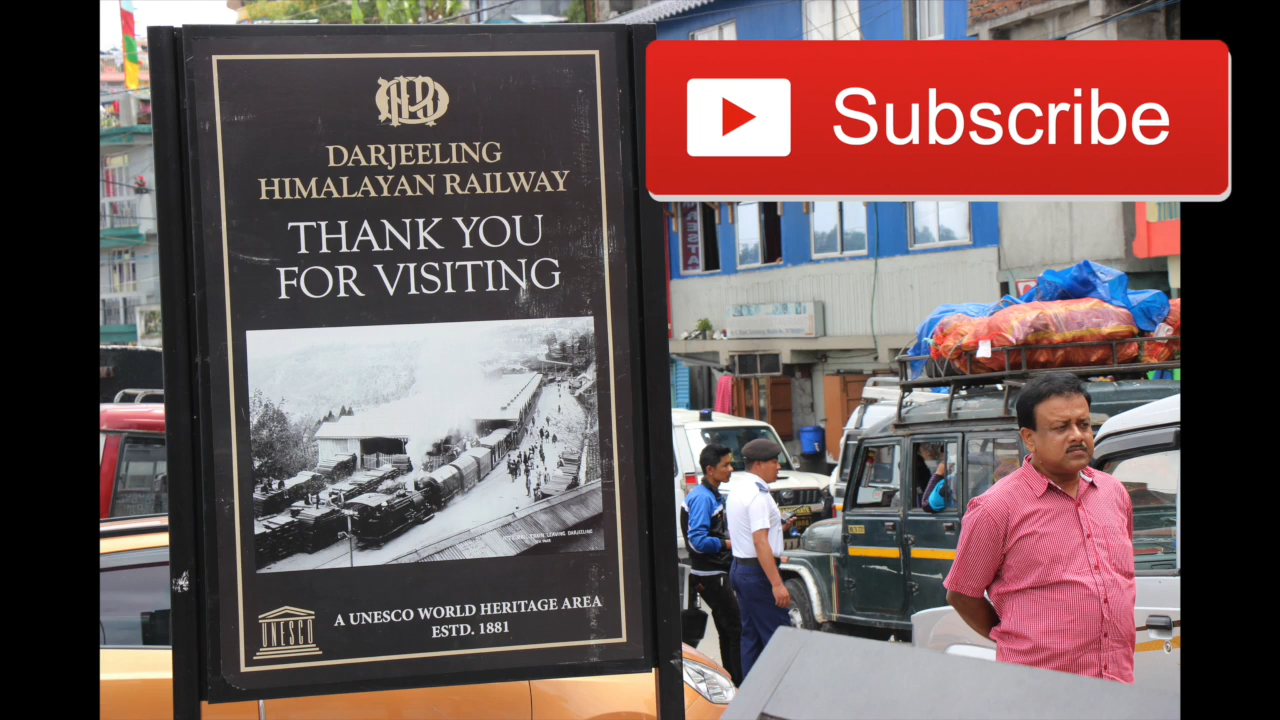 DHR
DARJEELING
HIMALAYAN RAILWAY
THANK YOU
FOR VISITING
A UNESCO WORLD HERITAGE AREA
ESTD. 1881
UNESCO
Subscribe